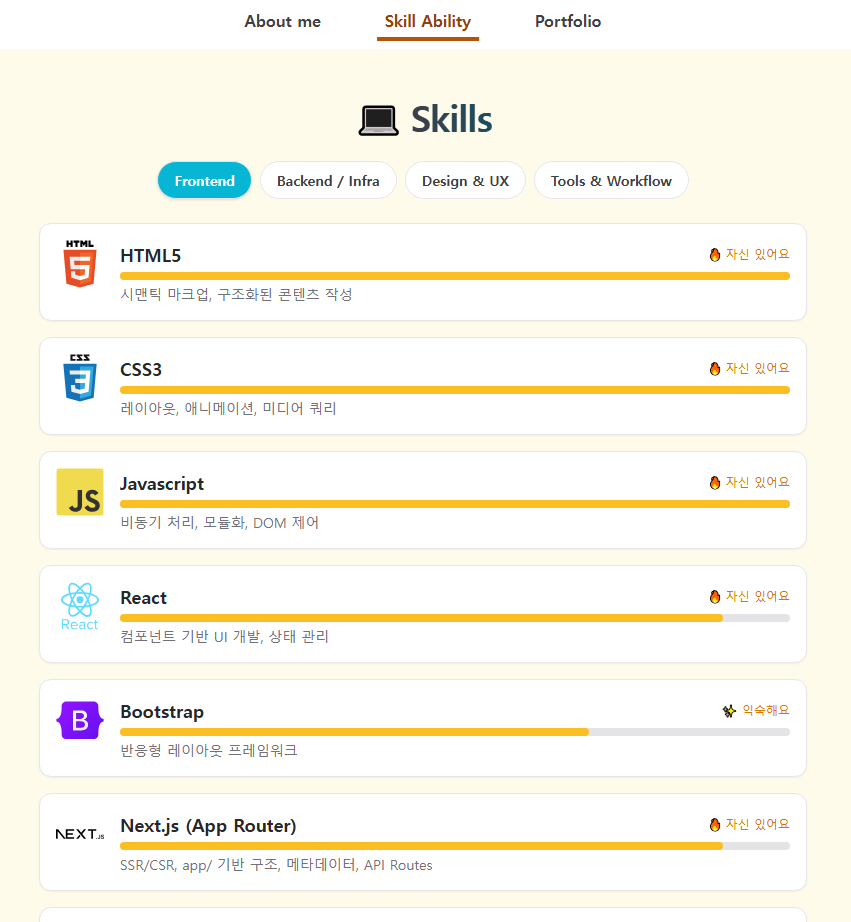 About me Skill Ability Portfolio
💻 Skills
Frontend Backend / Infra Design & UX Tools & Workflow
HTML
5
HTML5 🔥 자신 있어요
시맨틱 마크업, 구조화된 콘텐츠 작성
CSS
3
CSS3 🔥 자신 있어요
레이아웃, 애니메이션, 미디어 쿼리
JS
Javascript 🔥 자신 있어요
비동기 처리, 모듈화, DOM 제어
React
React 🔥 자신 있어요
컴포넌트 기반 UI 개발, 상태 관리
B
Bootstrap ✨ 익숙해요
반응형 레이아웃 프레임워크
NEXT.js
Next.js (App Router) 🔥 자신 있어요
SSR/CSR, app/ 기반 구조, 메타데이터, API Routes